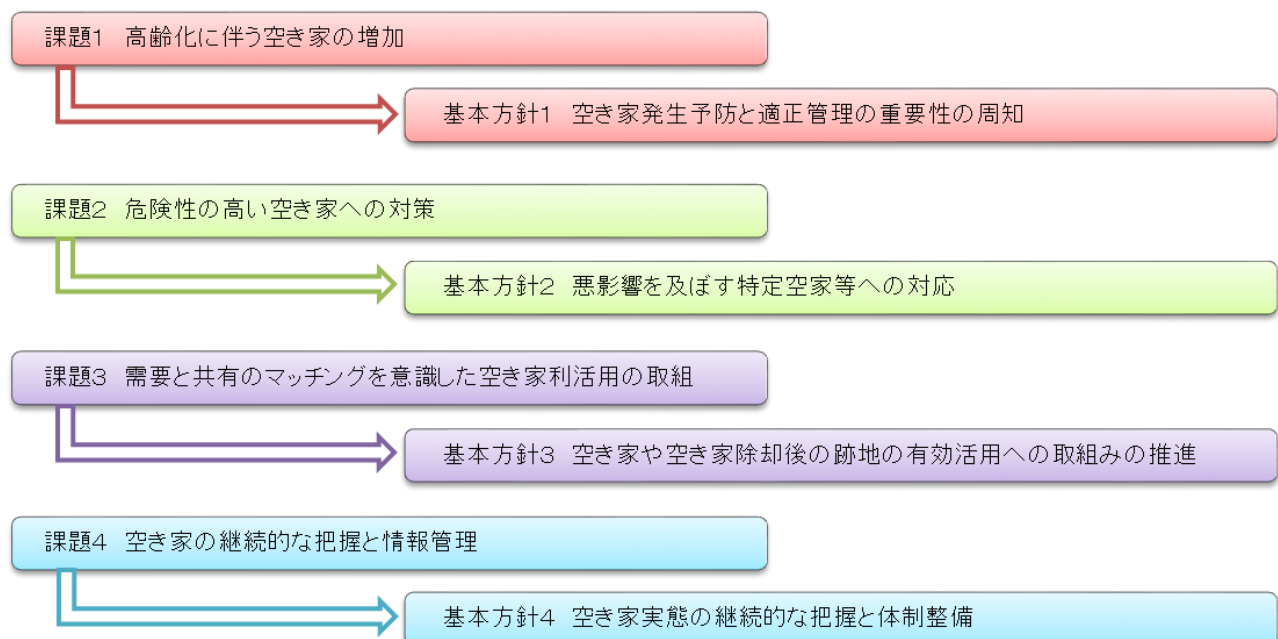 課題1 高齢化に伴う空き家の増加
基本方針1 空き家発生予防と適正管理の重要性の周知
課題2 危険性の高い空き家への対策
基本方針2 悪影響を及ぼす特定空家等への対応
課題3 需要と共有のマッチングを意識した空き家利活用の取組
基本方針3 空き家や空き家除却後の跡地の有効活用への取組みの推進
課題4 空き家の継続的な把握と情報管理
基本方針4 空き家実態の継続的な把握と体制整備